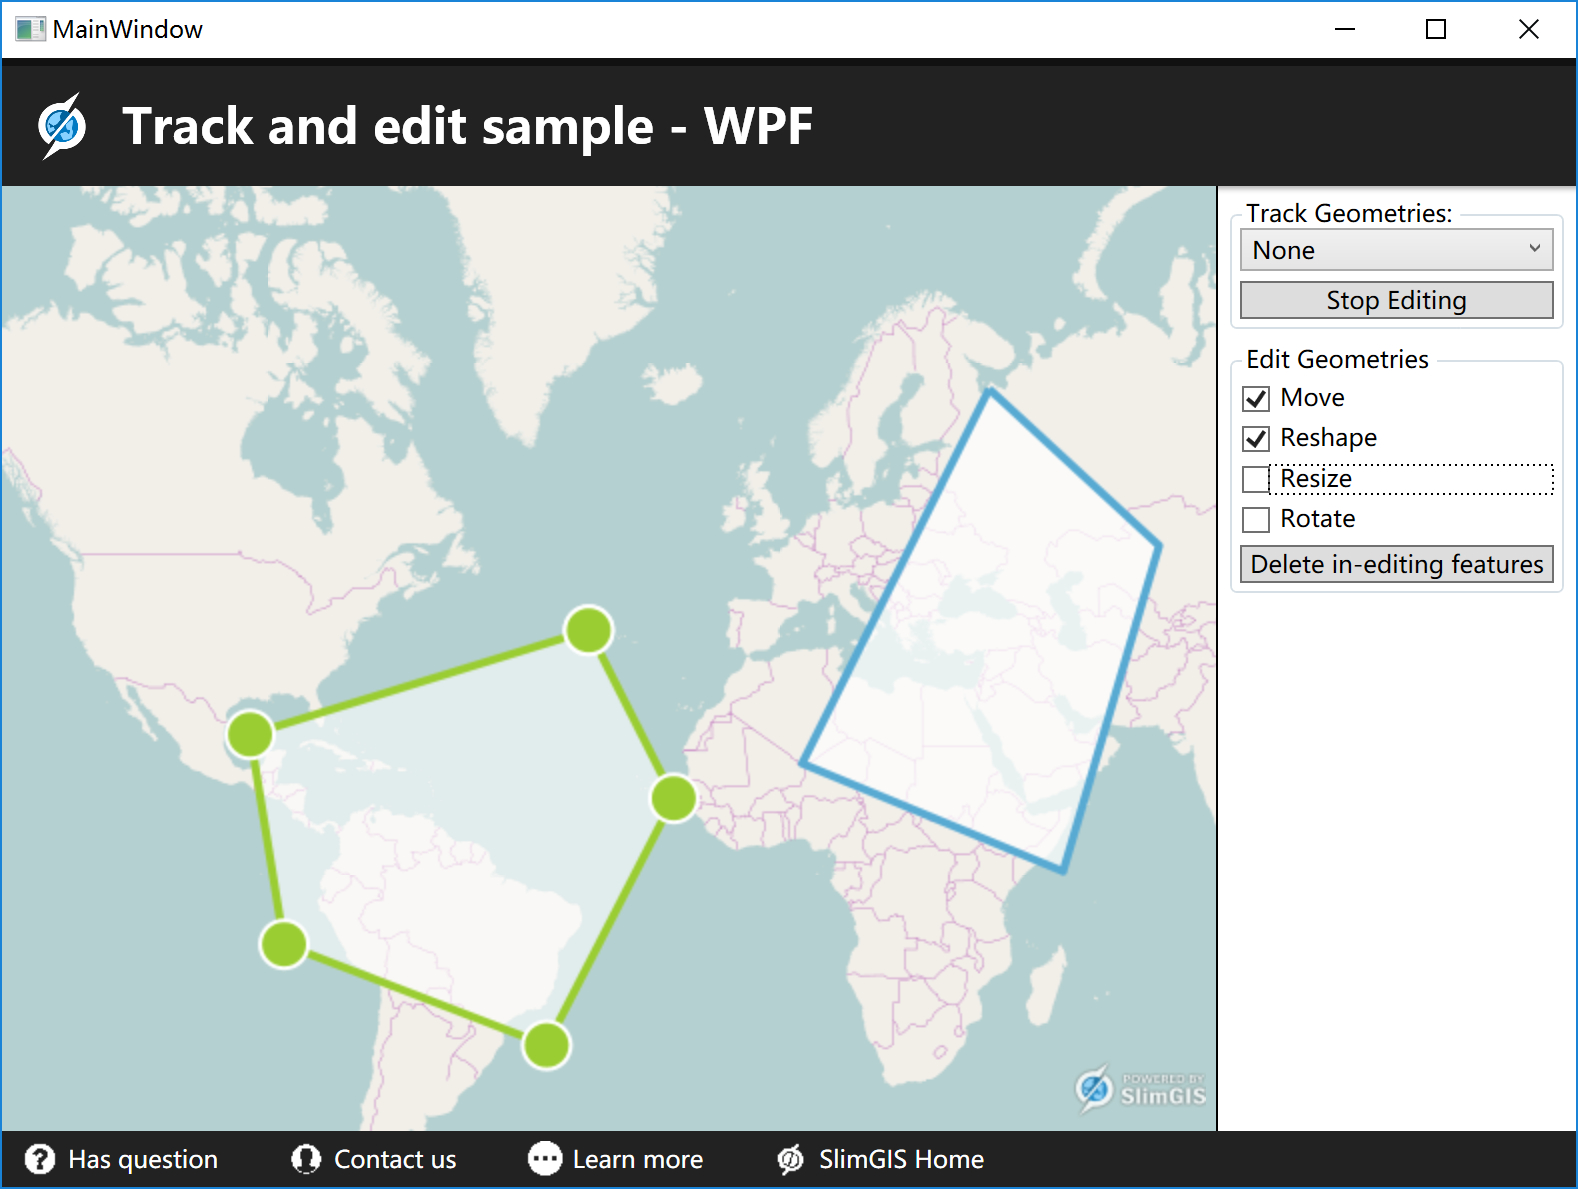 MainWindow
Track and edit sample - WPF
Track Geometries:
None
Stop Editing
Edit Geometries
Move
Reshape
Resize
Rotate
Delete in-editing features
POWERED BY
SlimGIS
Has question
Contact us
Learn more
SlimGIS Home